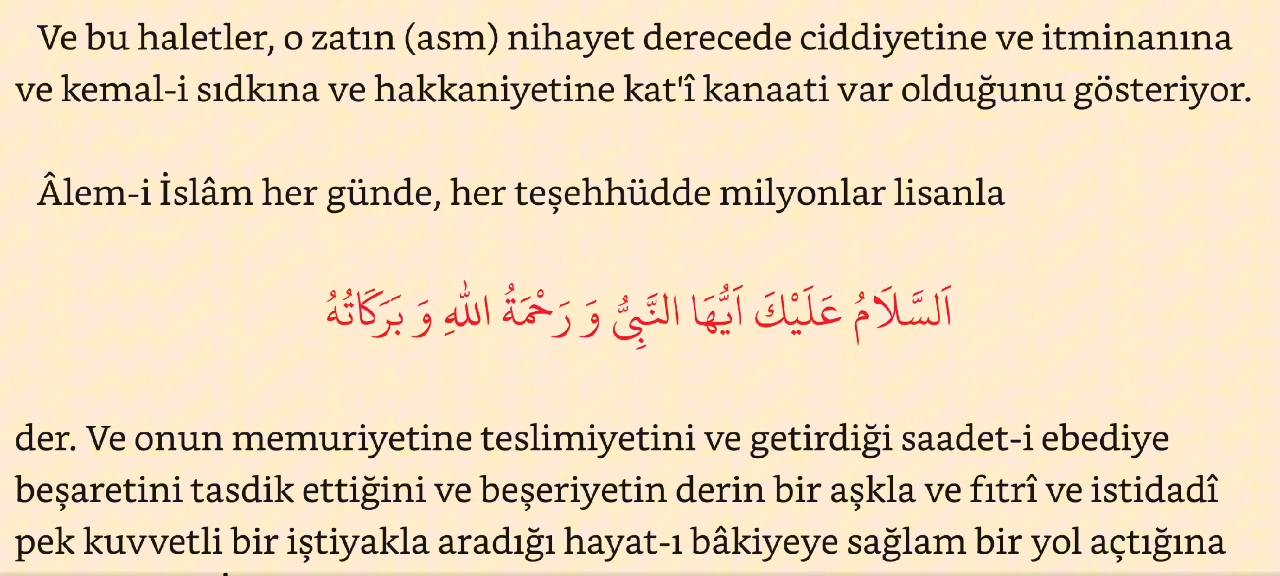 Ve bu haletler, o zatın (asm) nihayet derecede ciddiyetine ve itminanına
ve kemal-i sıdkına ve hakkaniyetine kat'î kanaati var olduğunu gösteriyor.
Âlem-i İslâm her günde, her teşehhüdde milyonlar lisanla
اَلسَّلَامُ عَلَيْكَ اَيُّهَا النَّبِىُّ وَ رَحْمَةُ اللّٰهِ وَ بَرَكَاتُهُ
der. Ve onun memuriyetine teslimiyetini ve getirdiği saadet-i ebediye
beşaretini tasdik ettiğini ve beşeriyetin derin bir aşkla ve fıtrî ve istidadî
pek kuvvetli bir iştiyakla aradığı hayat-ı bâkiyeye sağlam bir yol açtığına